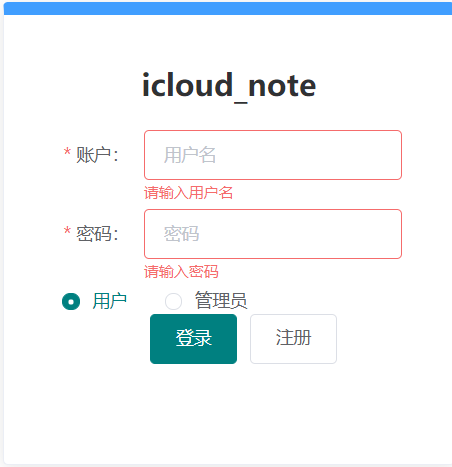 icloud_note
* 账户： 用户名
请输入用户名
* 密码： 密码
请输入密码
用户 管理员
登录 注册